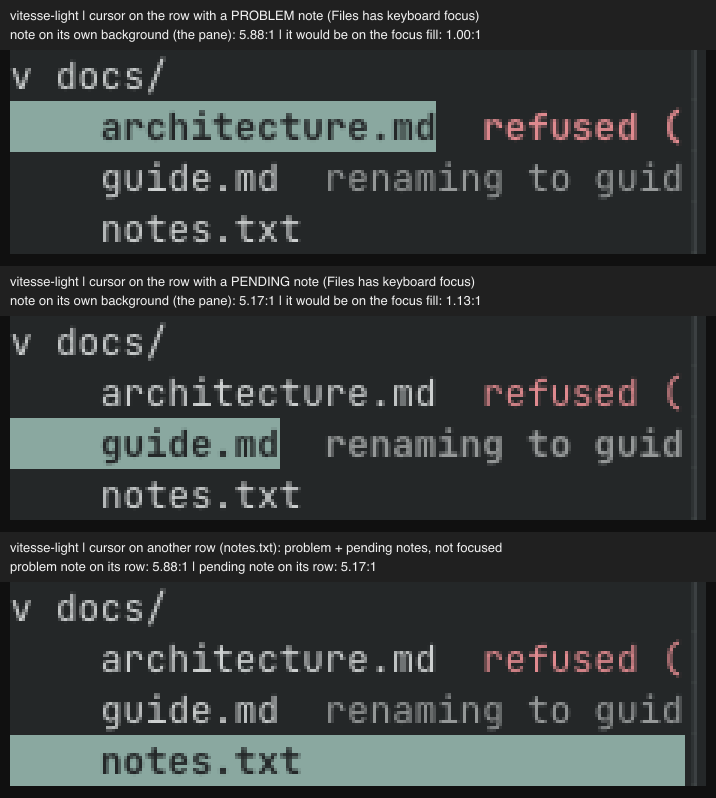 vitesse-light | cursor on the row with a PROBLEM note (Files has keyboard focus)
note on its own background (the pane): 5.88:1 | it would be on the focus fill: 1.00:1
v docs/
architecture.md  refused (
guide.md  renaming to guid
notes.txt
vitesse-light | cursor on the row with a PENDING note (Files has keyboard focus)
note on its own background (the pane): 5.17:1 | it would be on the focus fill: 1.13:1
v docs/
architecture.md  refused (
guide.md  renaming to guid
notes.txt
vitesse-light | cursor on another row (notes.txt): problem + pending notes, not focused
problem note on its row: 5.88:1 | pending note on its row: 5.17:1
v docs/
architecture.md  refused (
guide.md  renaming to guid
notes.txt